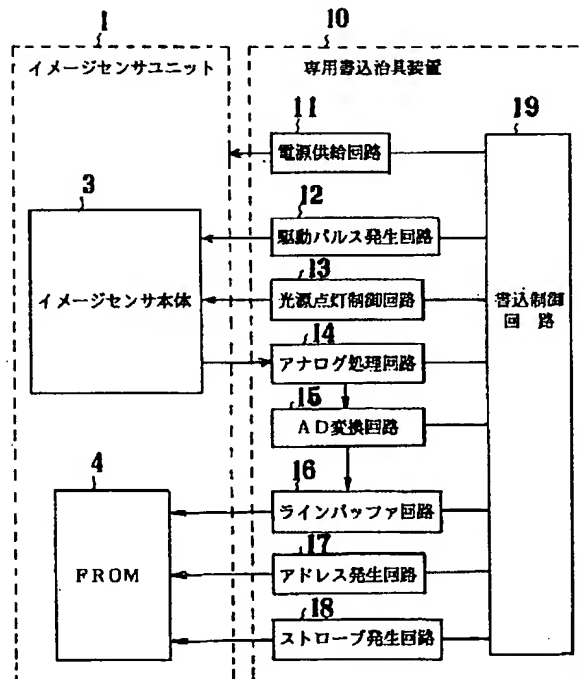 1
イメージセンサユニット
10
専用書込治具装置
11
電源供給回路
19
書込制御
回　路
3
イメージセンサ本体
12
駆動パルス発生回路
13
光源点灯制御回路
14
アナログ処理回路
15
AD変換回路
4
FROM
16
ラインバッファ回路
17
アドレス発生回路
18
ストローブ発生回路